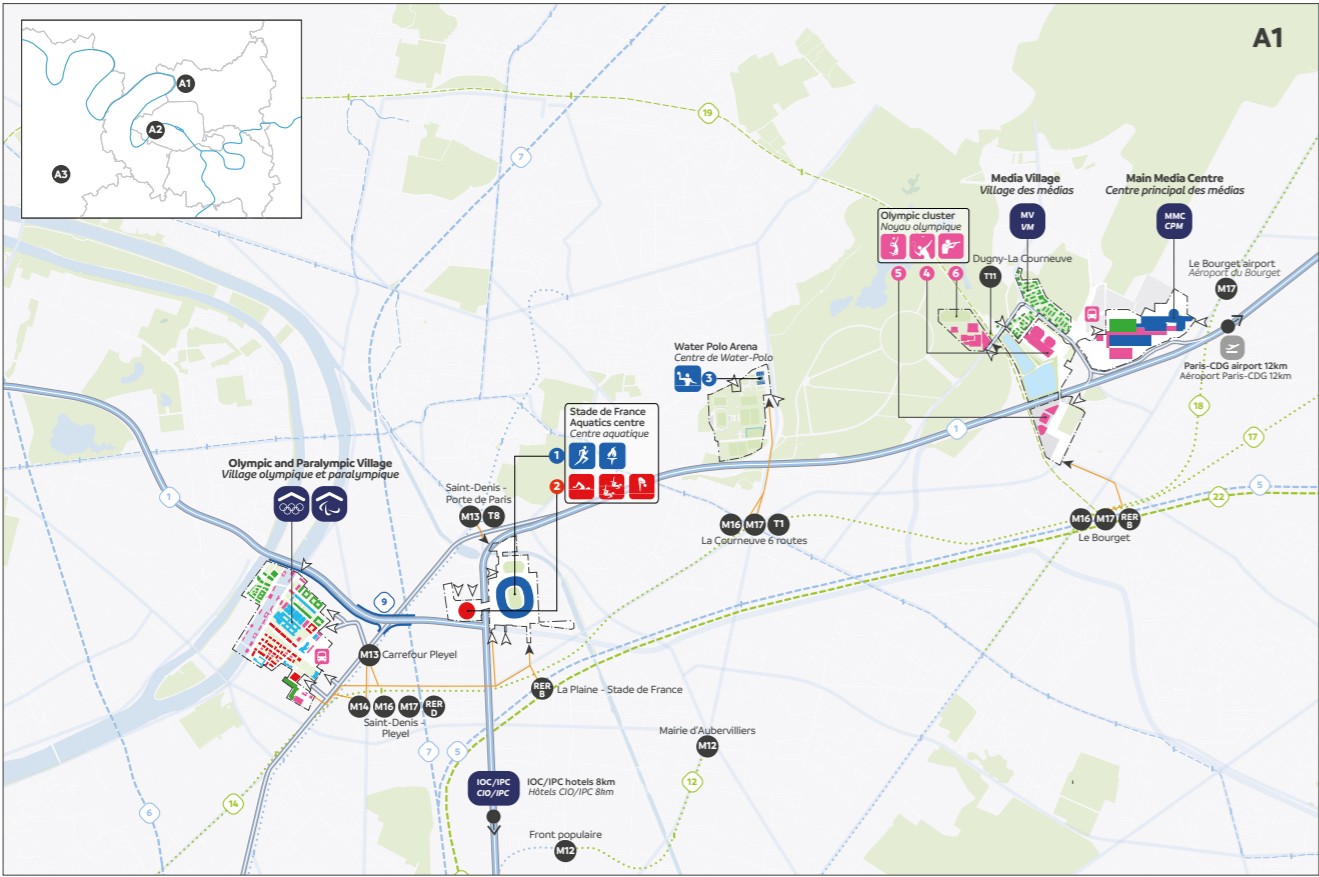 A1
A1
A2
A3
19
7
Media Village
Village des médias
MV
VM
Main Media Centre
Centre principal des médias
MMC
CPM
Olympic cluster
Noyau olympique
5
4
6
Dugny-La Courneuve
T11
Le Bourget airport
Aéroport du Bourget
M17
Paris-CDG airport 12km
Aéroport Paris-CDG 12km
Water Polo Arena
Centre de Water-Polo
3
Stade de France
Aquatics centre
Centre aquatique
1
2
18
17
1
Olympic and Paralympic Village
Village olympique et paralympique
1
Saint-Denis -
Porte de Paris
M13
T8
5
22
M16
M17
T1
La Courneuve 6 routes
M16
M17
RER
B
Le Bourget
9
M13
Carrefour Pleyel
RER
B
La Plaine - Stade de France
M14
M16
M17
RER
D
Saint-Denis -
Pleyel
Mairie d'Aubervilliers
M12
7
5
IOC/IPC
CIO/IPC
IOC/IPC hotels 8km
Hôtels CIO/IPC 8km
12
14
6
Front populaire
M12